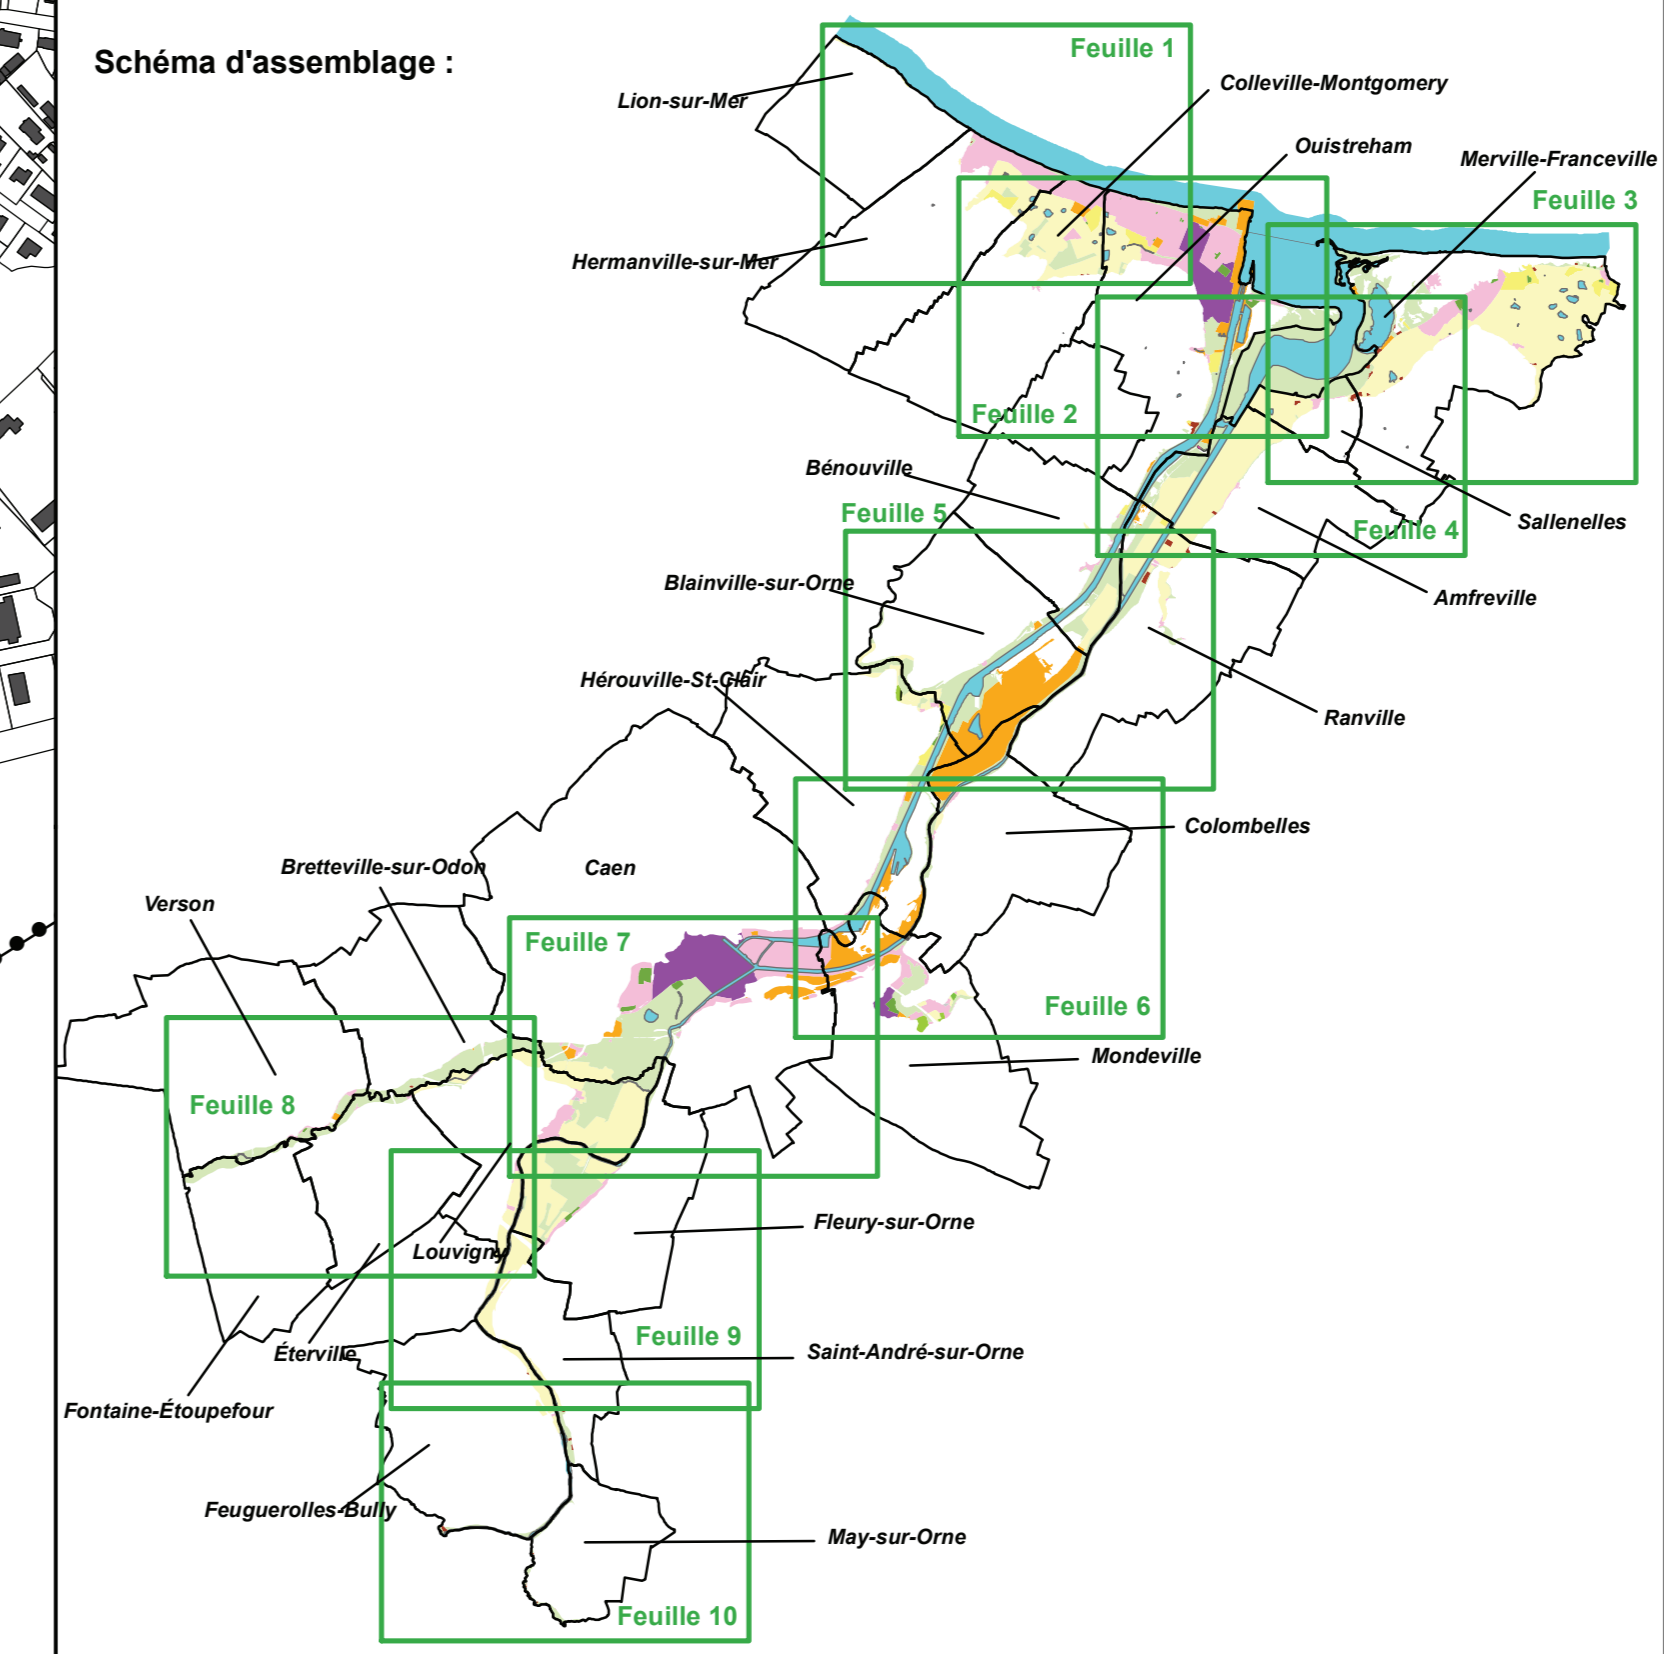 Schéma d'assemblage :
Feuille 1
Lion-sur-Mer
Colleville-Montgomery
Ouistreham
Merville-Franceville
Feuille 3
Hermanville-sur-Mer
Feuille 2
Bénouville
Feuille 5
Sallenelles
Feuille 4
Blainville-sur-Orne
Amfreville
Hérouville-St-Clair
Ranville
Colombelles
Bretteville-sur-Odon
Caen
Verson
Feuille 7
Feuille 6
Mondeville
Feuille 8
Fleury-sur-Orne
Louvigny
Feuille 9
Éterville
Saint-André-sur-Orne
Fontaine-Étoupefour
Feuguerolles-Bully
May-sur-Orne
Feuille 10